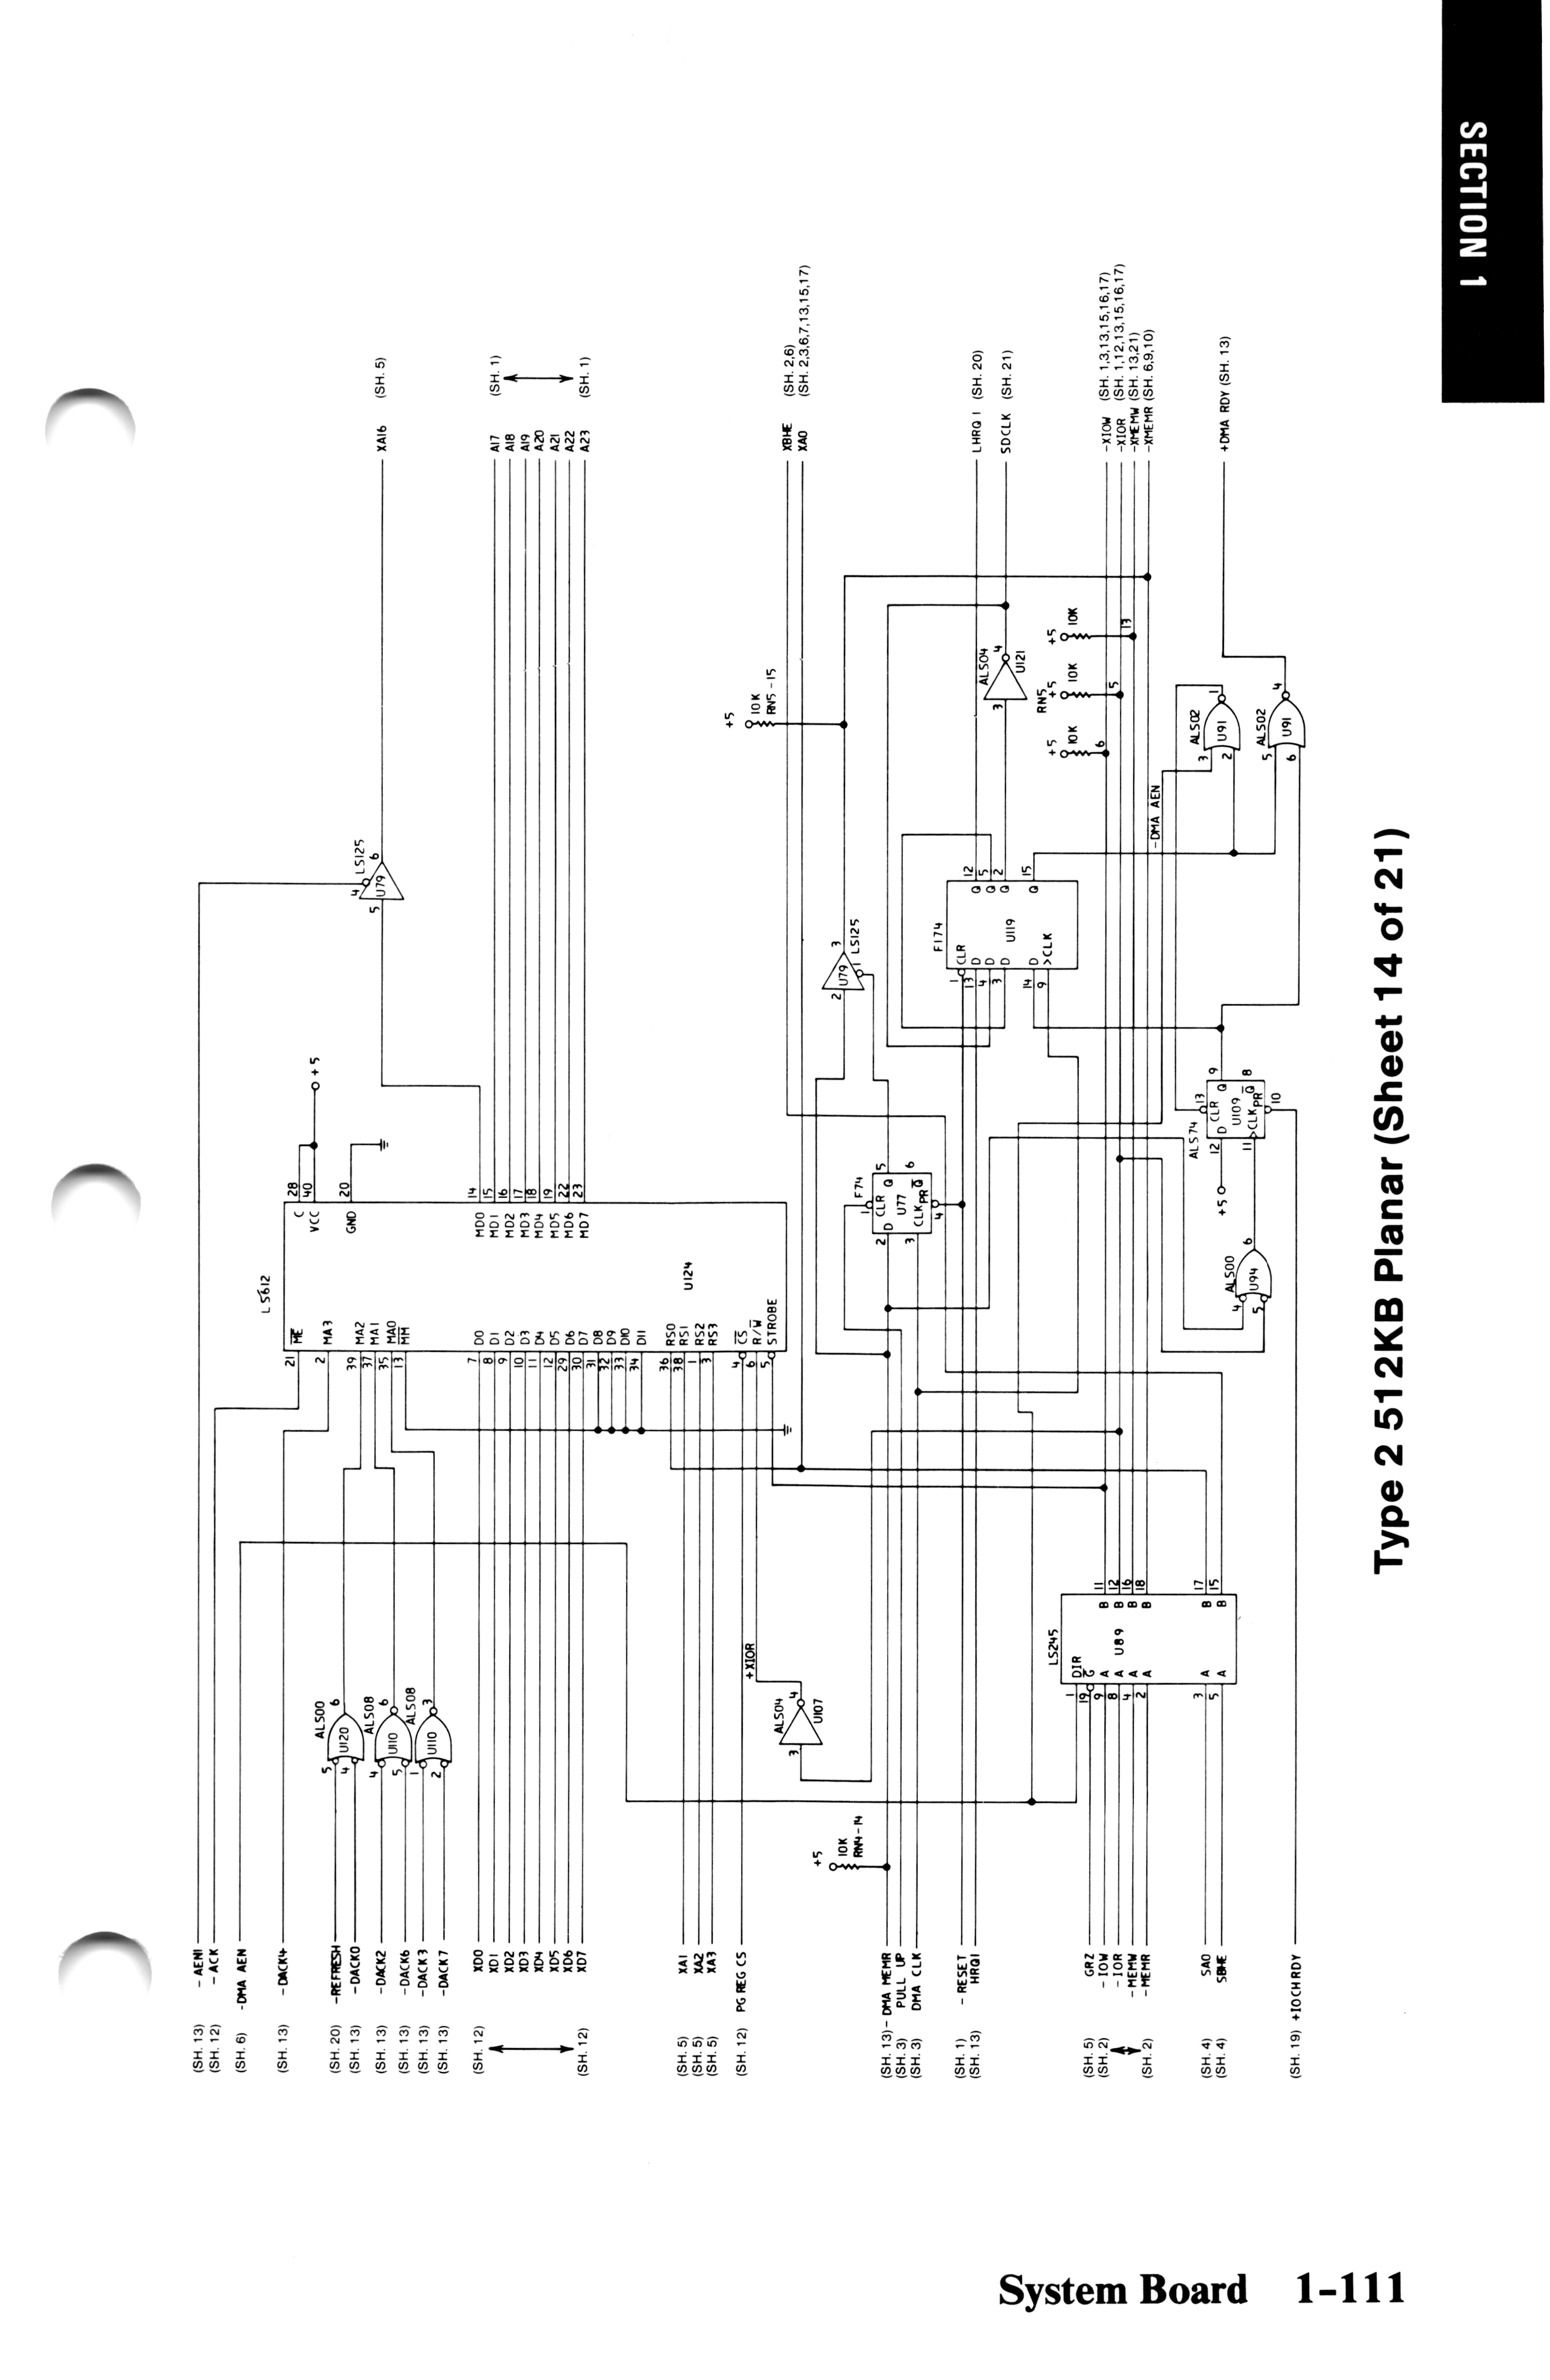 SECTION 1
(SH. 13) - AEN1
(SH. 12) - ACK
(SH. 6) -DMA AEN
(SH. 13) -DACK4
(SH. 20) -REFRESH
(SH. 13) -DACK0
(SH. 13) -DACK2
(SH. 13) -DACK6
(SH. 13) -DACK3
(SH. 13) -DACK7
(SH. 12) XD0
XD1
XD2
XD3
XD4
XD5
XD6
(SH. 12) XD7
(SH. 5) XA1
(SH. 5) XA2
(SH. 5) XA3
(SH. 12) PG REG CS
(SH. 13) - DMA MEMR
(SH. 3) PULL UP
(SH. 3) DMA CLK
(SH. 1) - RESET
(SH. 13) HRQ1
(SH. 5) GRZ
(SH. 2) - IOW
- IOR
- MEMW
(SH. 2) - MEMR
(SH. 4) SA0
(SH. 4) SBHE
(SH. 19) +IOCHRDY
ALS00
5 4 U120 6
ALS08
4 5 U110 6
ALS08
1 2 U110 3
LS612
U124
21 ME
2 MA3
39 MA2
37 MA1
35 MA0
13 MM
7 D0
8 D1
9 D2
10 D3
11 D4
12 D5
29 D6
30 D7
31 D8
32 D9
33 D10
34 D11
36 RS0
38 RS1
1 RS2
3 RS3
4 CS
6 R/W
5 STROBE
C 28
VCC 40
+ 5
GND 20
MD0 14
MD1 15
MD2 16
MD3 17
MD4 18
MD5 19
MD6 22
MD7 23
4 LS125
5 U79 6
XA16 (SH. 5)
A17 (SH. 1)
A18
A19
A20
A21
A22
A23 (SH. 1)
+XIOR
ALS04
3 4
U107
+5
10K
RN4-14
+5
10K
RN5 - 15
XBHE (SH. 2,6)
XA0 (SH. 2,3,6,7,13,15,17)
2 U79 3
1 LS125
F74
1 CLR
2 D Q 5
U77
3 CLK Q 6
PR 4
F174
1 CLR
13 D Q 12
4 D Q 5
3 D Q 2
U119
14 D Q 15
9 >CLK
ALS04
3 4
U121
LHRQ 1 (SH. 20)
SDCLK (SH. 21)
+5 10K 6
RN5
+5 10K 5
+5 10K 13
-XIOW (SH. 1,3,13,15,16,17)
-XIOR (SH. 1,12,13,15,16,17)
-XMEMW (SH. 13,21)
-XMEMR (SH. 6,9,10)
-DMA AEN
LS245
1 DIR
19 G
9 A B 11
8 A B 12
U89
4 A B 16
2 A B 18
3 A B 17
5 A B 15
ALS00
4 5 U94 6
ALS74
13 CLR
+5 12 D Q 9
U109
11 CLK Q 8
PR 10
ALS02
3 2 U91 1
ALS02
5 6 U91 4
+DMA RDY (SH. 13)
Type 2 512KB Planar (Sheet 14 of 21)
System Board 1-111